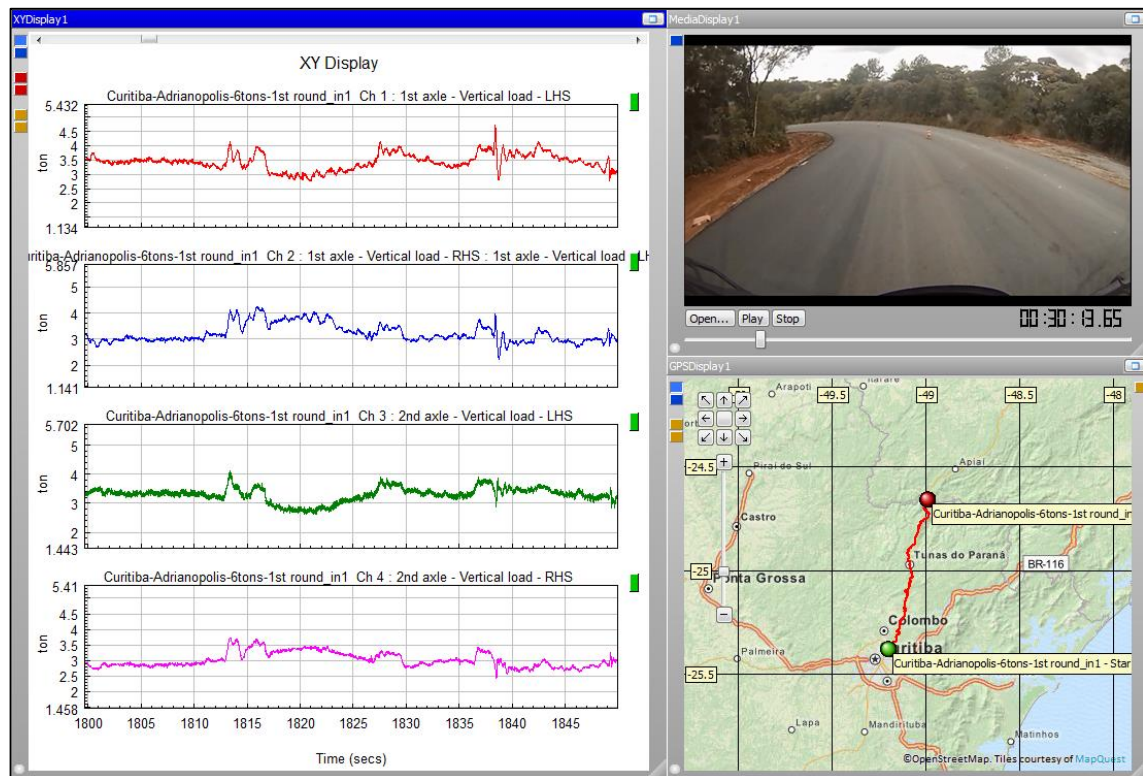 XYDisplay1
XY Display
Curitiba-Adrianopolis-6tons-1st round_in1 Ch 1 : 1st axle - Vertical load - LHS
5.432
4.5
3.5
3
2
1.134
ton
Curitiba-Adrianopolis-6tons-1st round_in1 Ch 2 : 1st axle - Vertical load - RHS : 1st axle - Vertical load
5.857
5
4
3
2
1.141
ton
Curitiba-Adrianopolis-6tons-1st round_in1 Ch 3 : 2nd axle - Vertical load - LHS
5.702
5
4
3
2
1.443
ton
Curitiba-Adrianopolis-6tons-1st round_in1 Ch 4 : 2nd axle - Vertical load - RHS
5.41
4.5
3.5
3
2
1.458
ton
1800 1805 1810 1815 1820 1825 1830 1835 1840 1845
Time (secs)
MediaDisplay1
Open... Play Stop
00:30:13.65
GPSDisplay1
-49.5 -49 -48.5 -48
Arapoti
Piraí do Sul
Apiaí
-24.5
Castro
Curitiba-Adrianopolis-6tons-1st round_in
Tunas do Paraná
BR-116
-25
Ponta Grossa
Colombo
Curitiba
Palmeira
Curitiba-Adrianopolis-6tons-1st round_in1 - Star
-25.5
Lapa
Mandirituba
Matinhos
©OpenStreetMap. Tiles courtesy of MapQuest